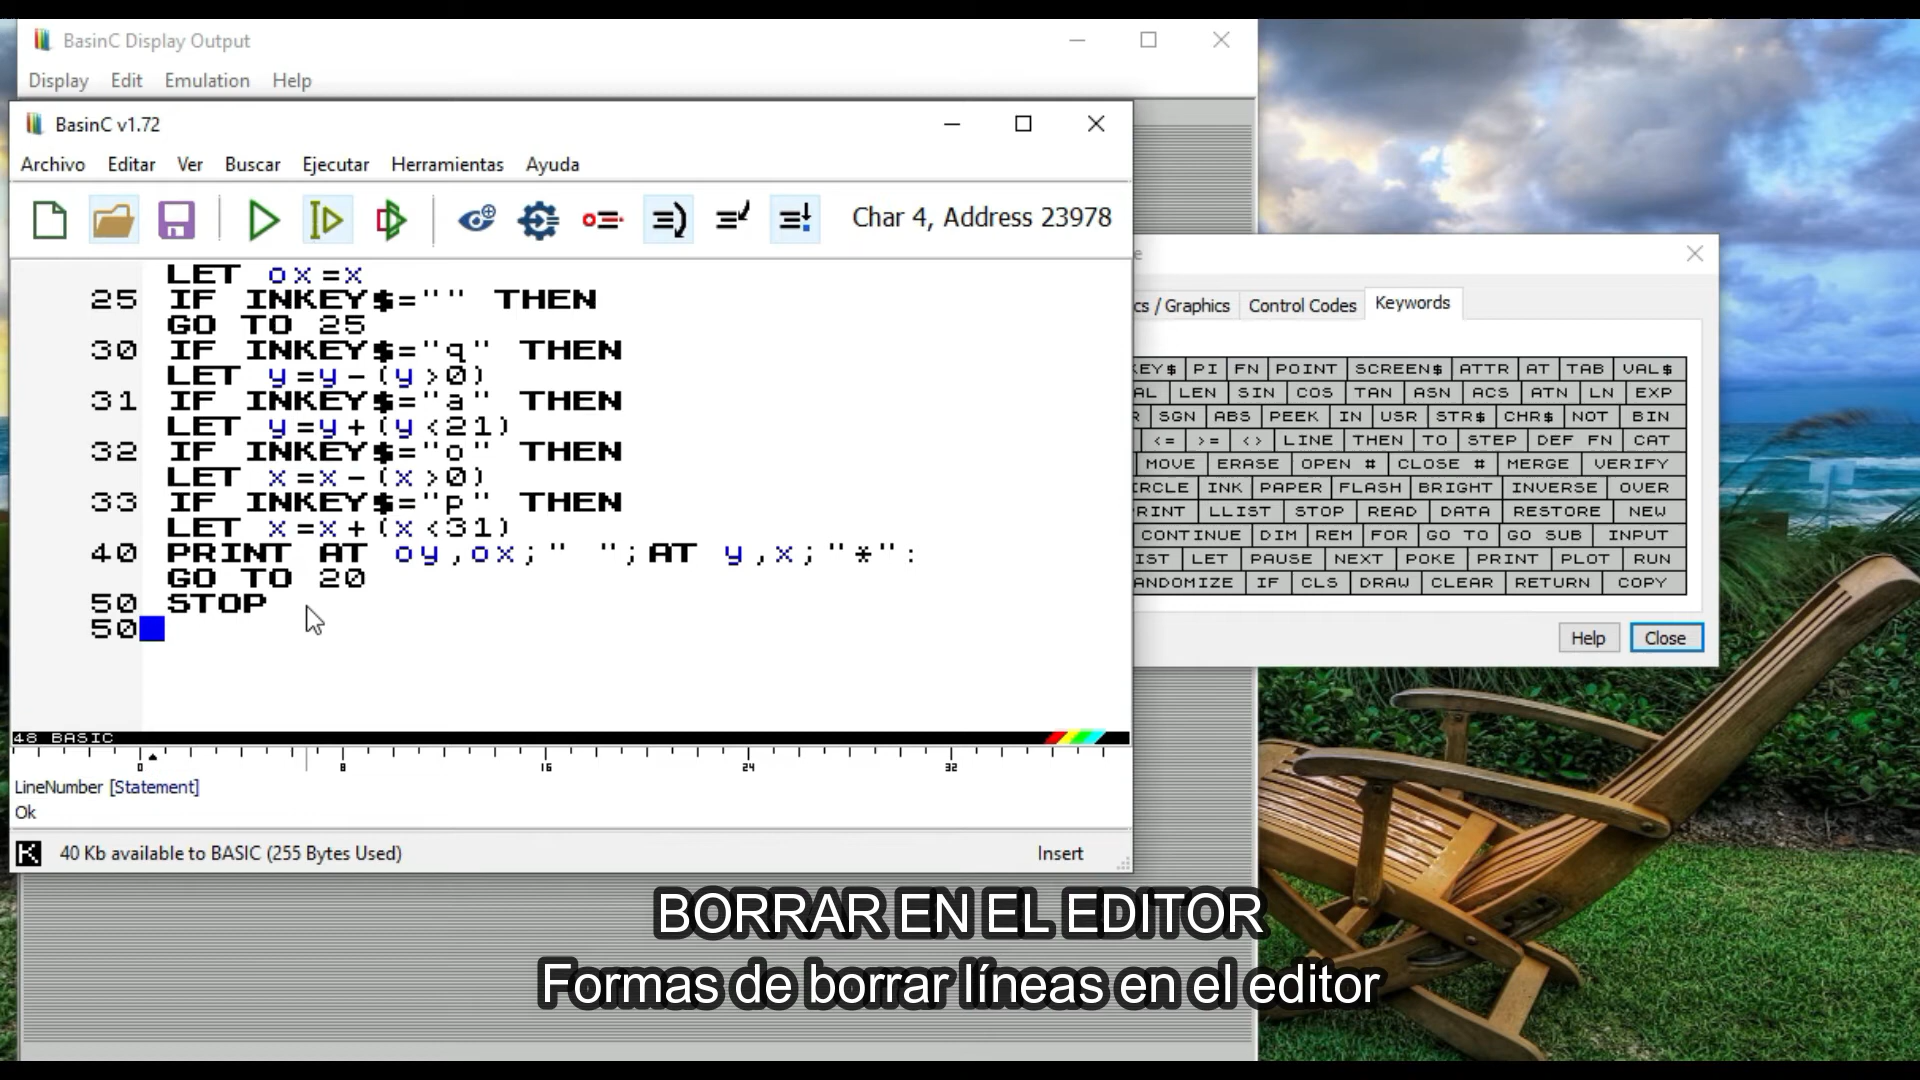 BasinC Display Output
Display Edit Emulation Help
BasinC v1.72
Archivo Editar Ver Buscar Ejecutar Herramientas Ayuda
Char 4, Address 23978
LET ox=x
25 IF INKEY$="" THEN
GO TO 25
30 IF INKEY$="q" THEN
LET y=y-(y>0)
31 IF INKEY$="a" THEN
LET y=y+(y<21)
32 IF INKEY$="o" THEN
LET x=x-(x>0)
33 IF INKEY$="p" THEN
LET x=x+(x<31)
40 PRINT AT oy,ox;" ";AT y,x;"*":
GO TO 20
50 STOP
50
48 BASIC
0 8 16 24 32
LineNumber [Statement]
Ok
K 40 Kb available to BASIC (255 Bytes Used) Insert
/ Graphics Control Codes Keywords
PI FN POINT SCREEN$ ATTR AT TAB VAL$
LEN SIN COS TAN ASN ACS ATN LN EXP
SGN ABS PEEK IN USR STR$ CHR$ NOT BIN
<= >= <> LINE THEN TO STEP DEF FN CAT
MOVE ERASE OPEN # CLOSE # MERGE VERIFY
INK PAPER FLASH BRIGHT INVERSE OVER
LLIST STOP READ DATA RESTORE NEW
CONTINUE DIM REM FOR GO TO GO SUB INPUT
LET PAUSE NEXT POKE PRINT PLOT RUN
IF CLS DRAW CLEAR RETURN COPY
Help Close
BORRAR EN EL EDITOR
Formas de borrar líneas en el editor